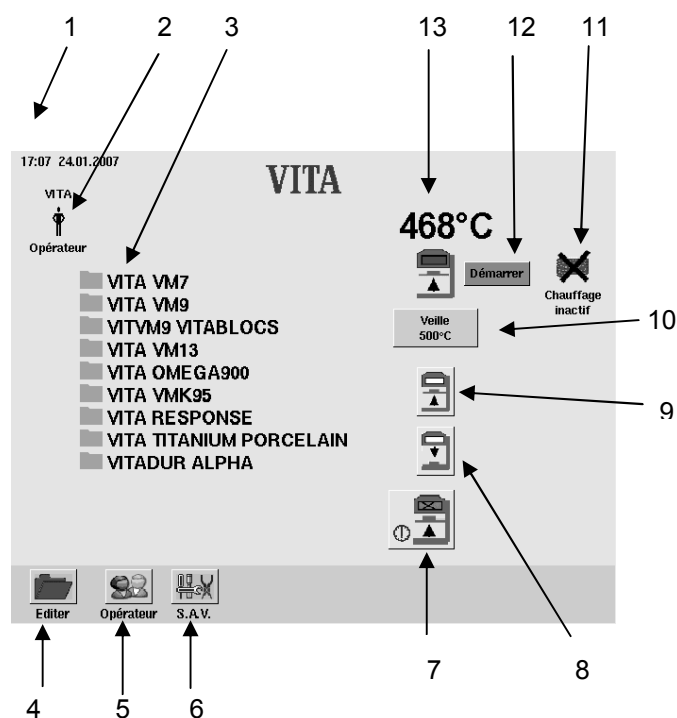 1 2 3 13 12 11
17:07 24.01.2007
VITA
VITA
468°C
Opérateur
Démarrer
Chauffage
inactif
VITA VM7
VITA VM9
VITVM9 VITABLOCS
VITA VM13
VITA OMEGA900
VITA VMK95
VITA RESPONSE
VITA TITANIUM PORCELAIN
VITADUR ALPHA
Veille
500°C
10
9
Editer
Opérateur
S.A.V.
4 5 6 7 8